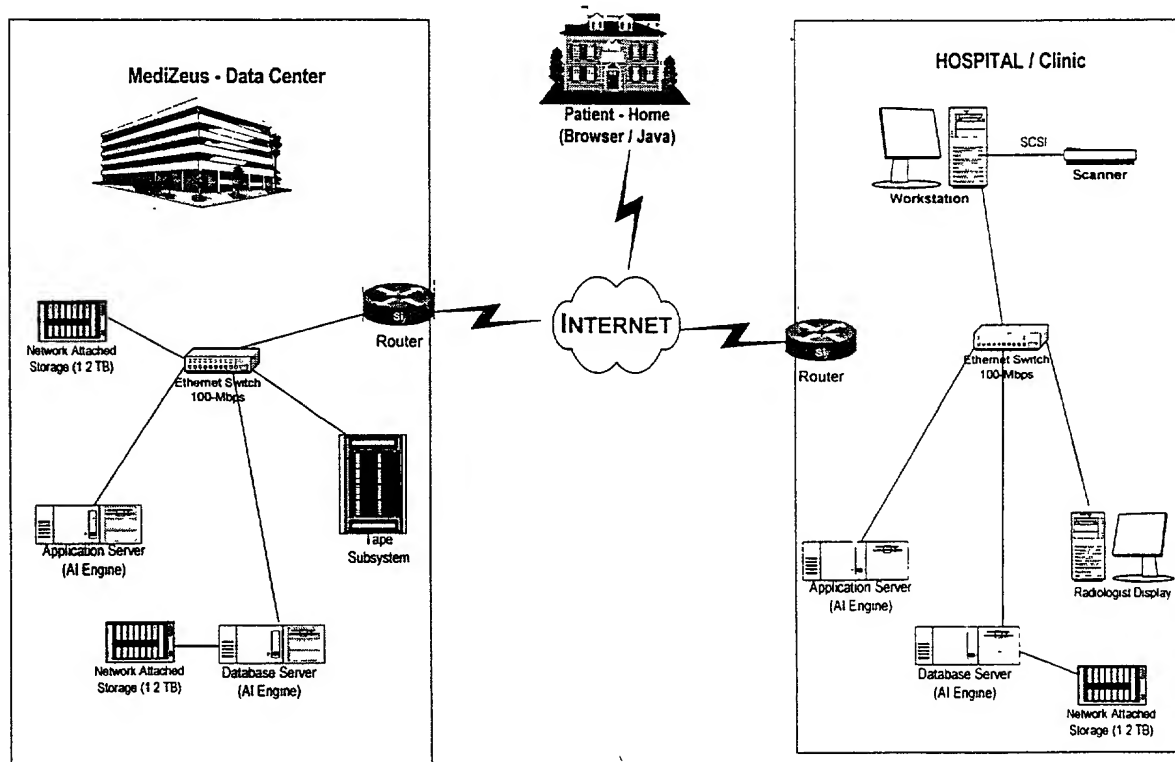 MediZeus - Data Center
Patient - Home
(Browser / Java)
HOSPITAL / Clinic
SCSI
Scanner
Workstation
Network Attached
Storage (1 2 TB)
Si
Router
INTERNET
Si
Router
Ethernet Switch
100-Mbps
Ethernet Switch
100-Mbps
Tape
Subsystem
Application Server
(AI Engine)
Application Server
(AI Engine)
Radiologist Display
Network Attached
Storage (1 2 TB)
Database Server
(AI Engine)
Database Server
(AI Engine)
Network Attached
Storage (1 2 TB)